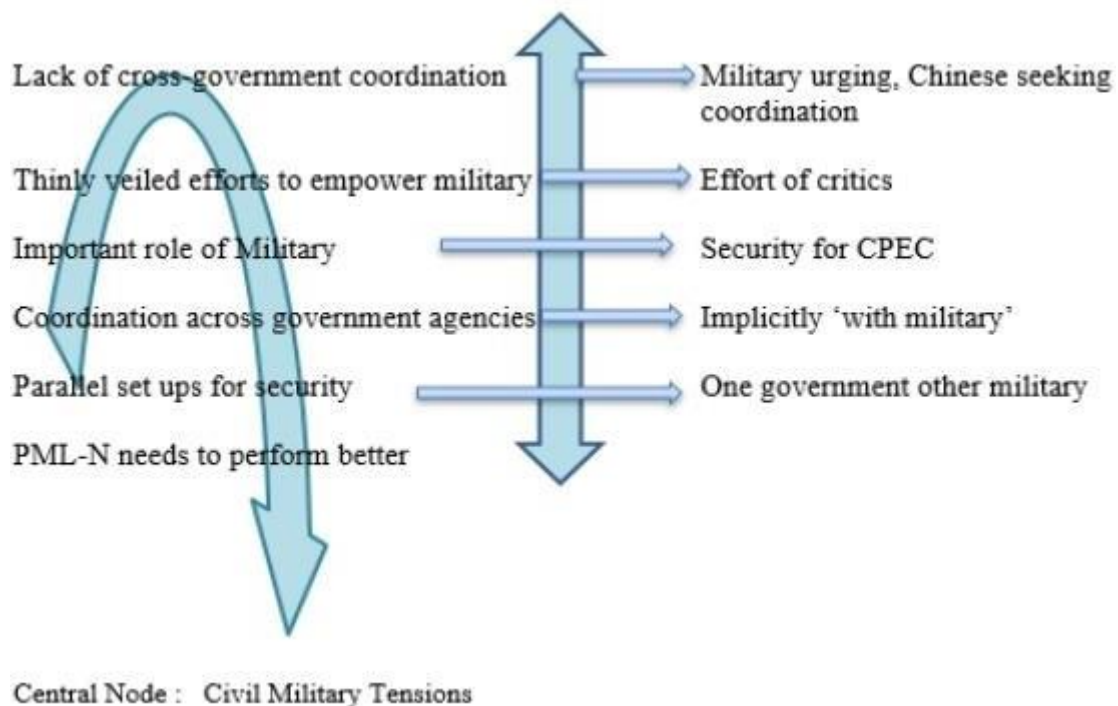 Lack of cross-government coordination
Military urging, Chinese seeking
coordination
Thinly veiled efforts to empower military
Effort of critics
Important role of Military
Security for CPEC
Coordination across government agencies
Implicitly ‘with military’
Parallel set ups for security
One government other military
PML-N needs to perform better
Central Node : Civil Military Tensions